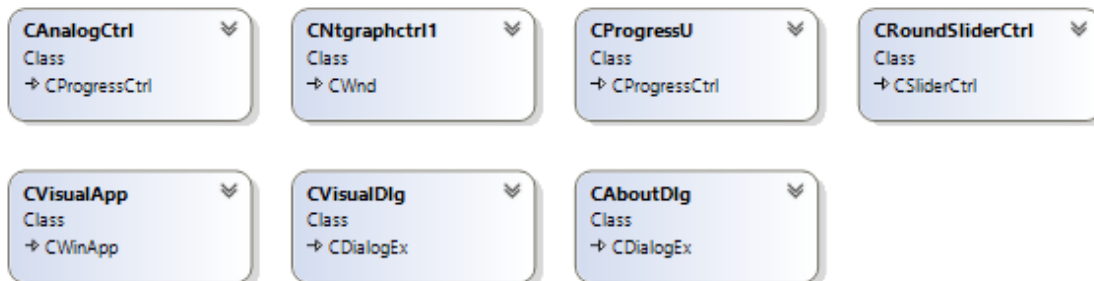 CAnalogCtrl
Class
CProgressCtrl
CNtgraphctrl1
Class
CWnd
CProgressU
Class
CProgressCtrl
CRoundSliderCtrl
Class
CSliderCtrl
CVisualApp
Class
CWinApp
CVisualDlg
Class
CDialogEx
CAboutDlg
Class
CDialogEx